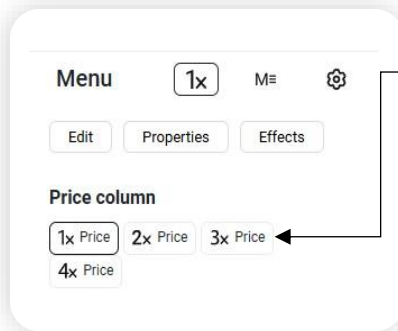 Menu 1x M≡
Edit Properties Effects
Price column
1x Price 2x Price 3x Price
4x Price